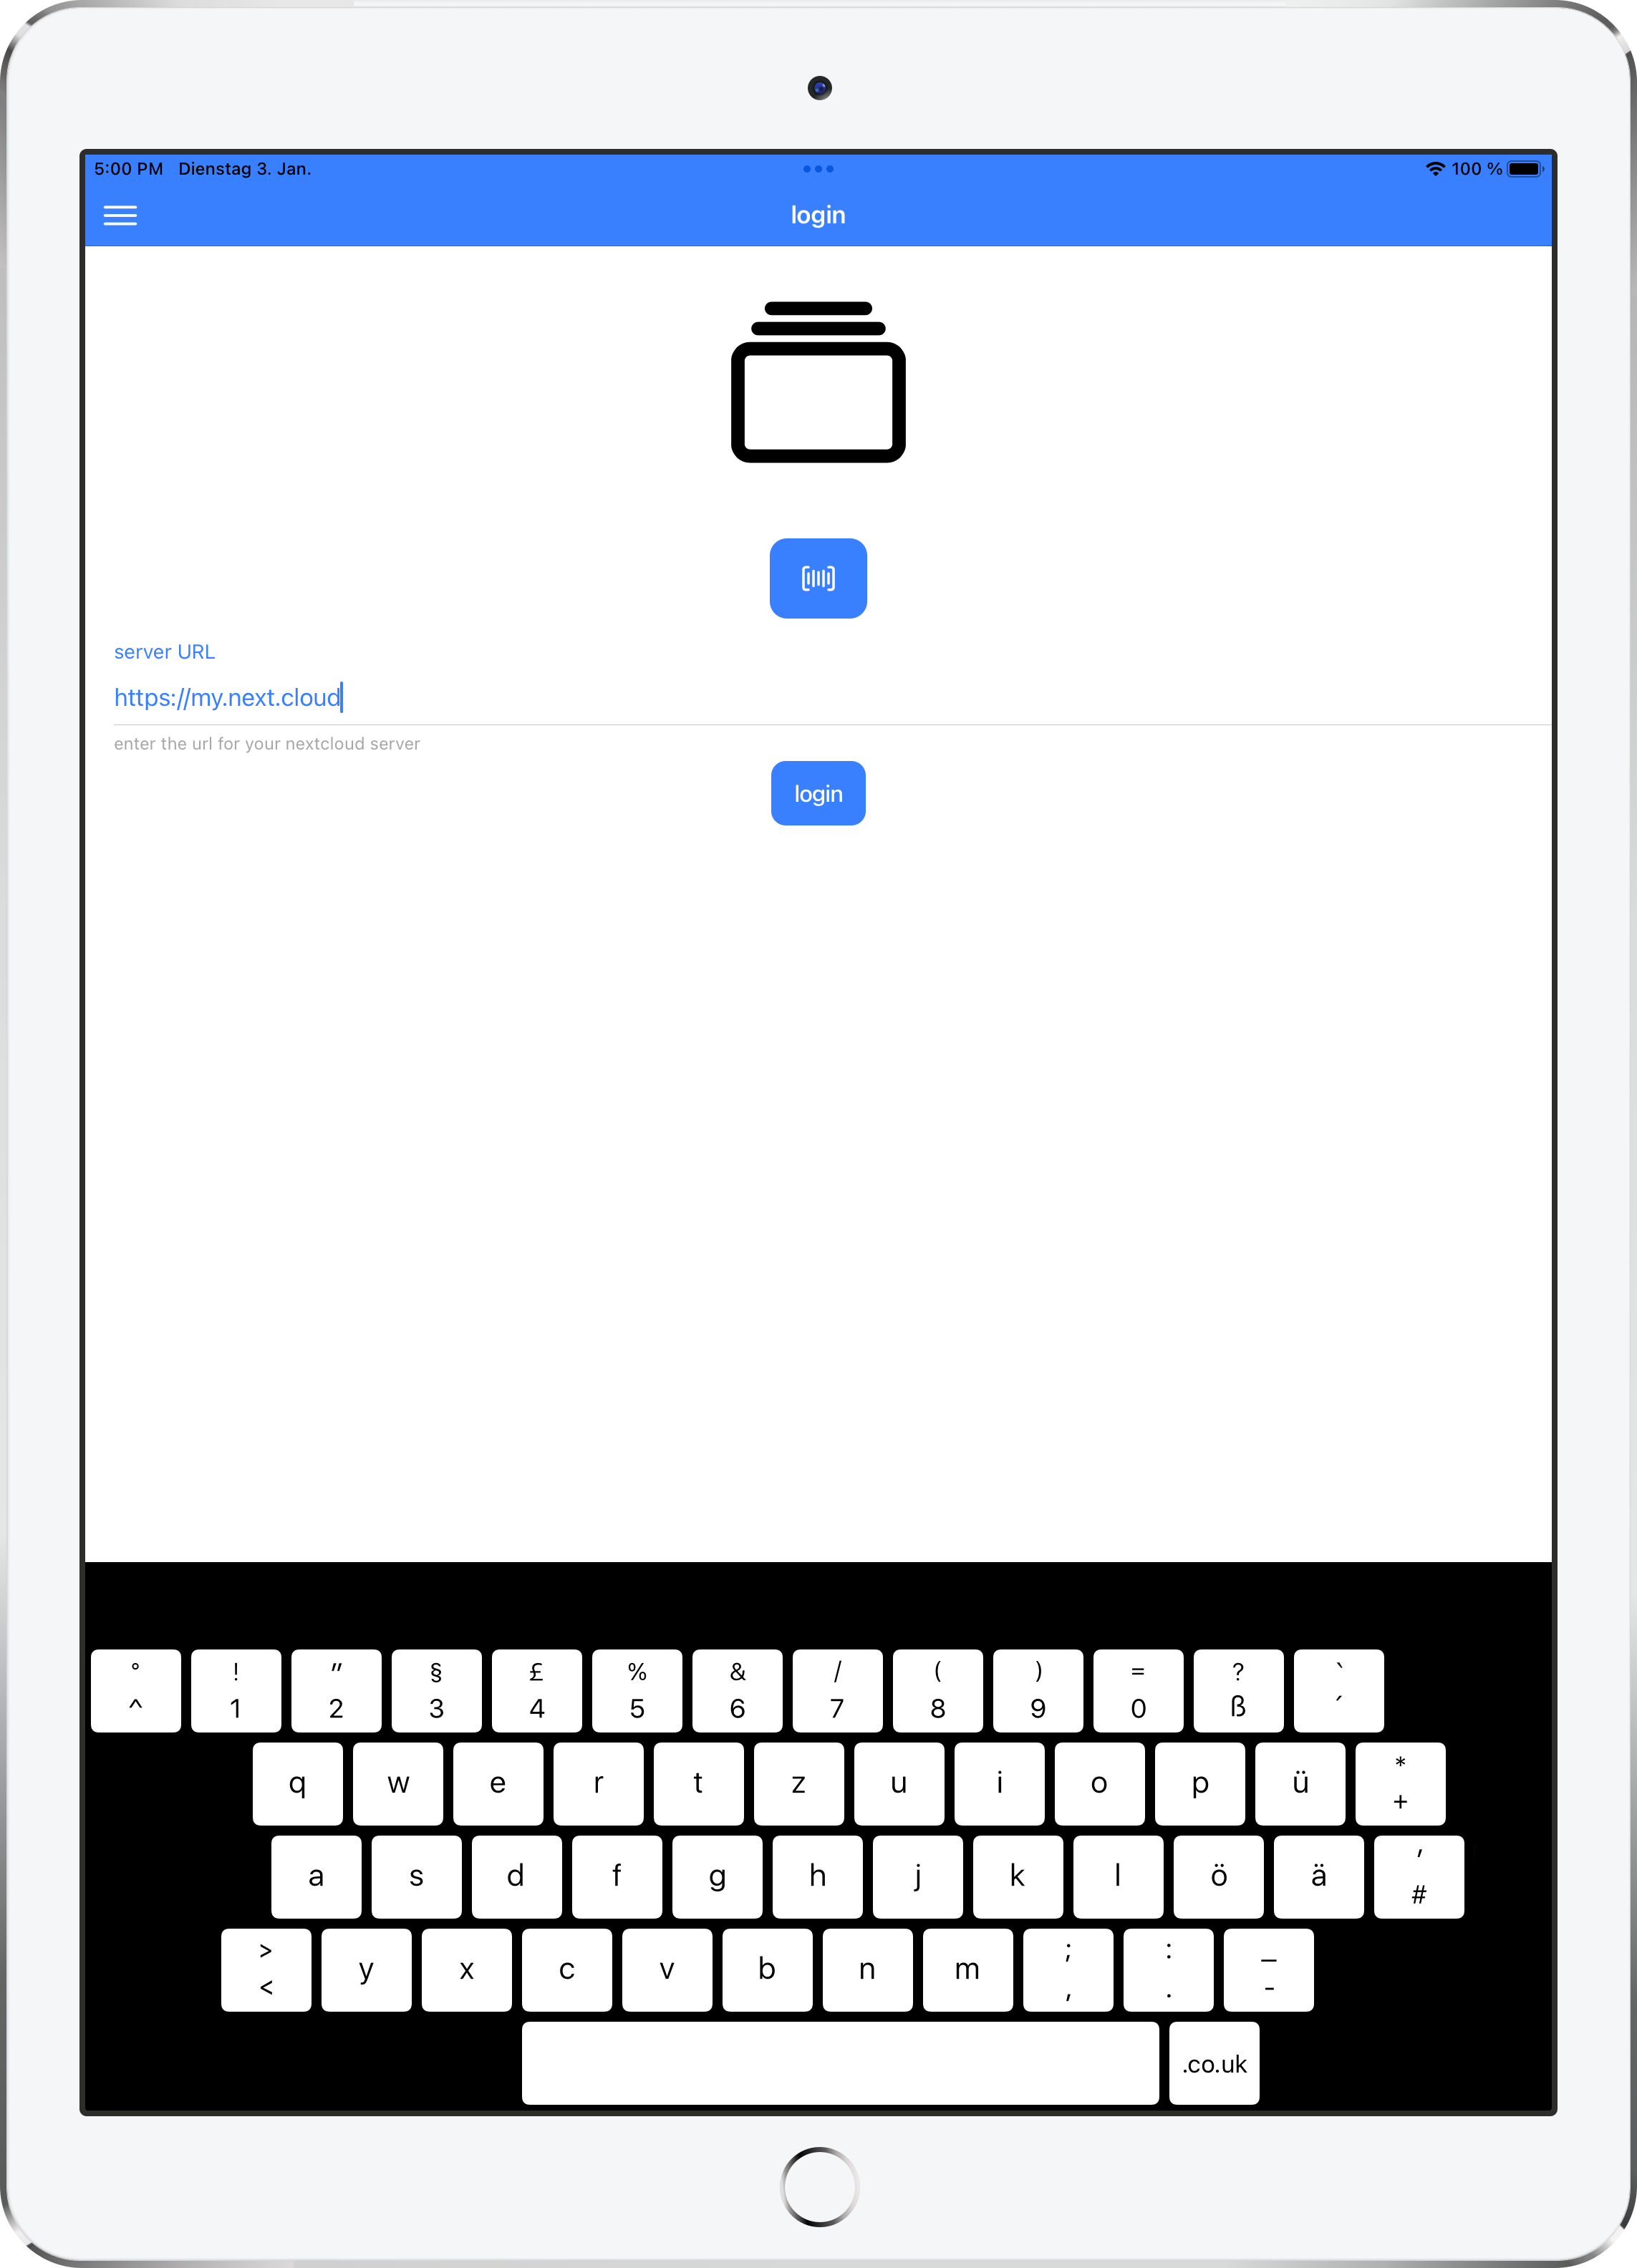 5:00 PM Dienstag 3. Jan. 100 %
login
server URL
https://my.next.cloud
enter the url for your nextcloud server
login
° ! " § £ % & / ( ) = ? `
^ 1 2 3 4 5 6 7 8 9 0 ß ´
q w e r t z u i o p ü * +
a s d f g h j k l ö ä ' #
> < y x c v b n m ; , : . _ -
.co.uk